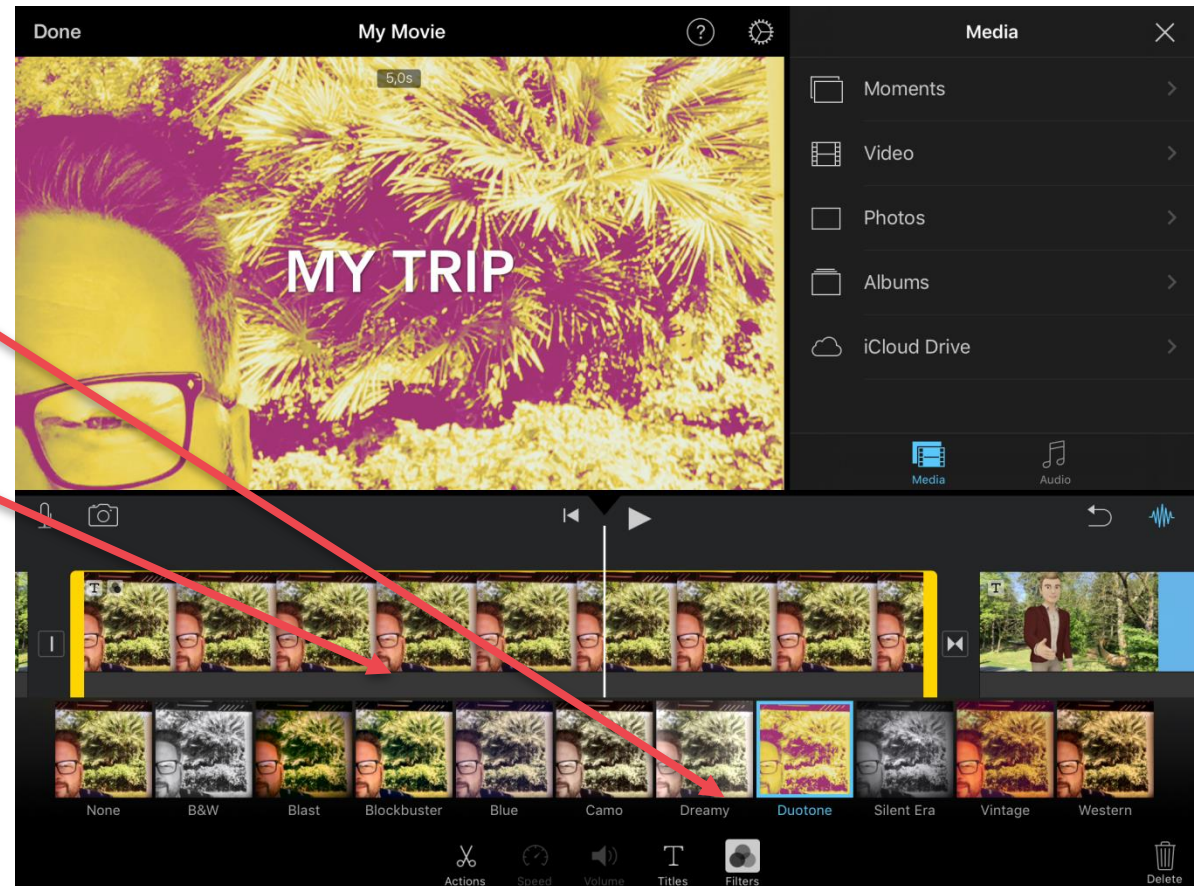 Done
My Movie
?
Media
5,0s
Moments
Video
Photos
MY TRIP
Albums
iCloud Drive
Media
Audio
T
T
None
B&W
Blast
Blockbuster
Blue
Camo
Dreamy
Duotone
Silent Era
Vintage
Western
T
Actions
Speed
Volume
Titles
Filters
Delete